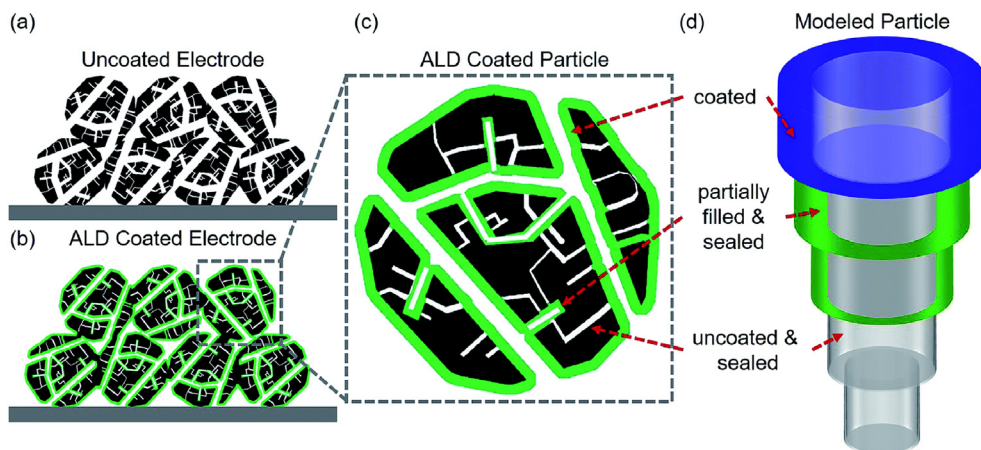 (a)
Uncoated Electrode
(b)
ALD Coated Electrode
(c)
ALD Coated Particle
coated
partially
filled &
sealed
uncoated &
sealed
(d)
Modeled Particle